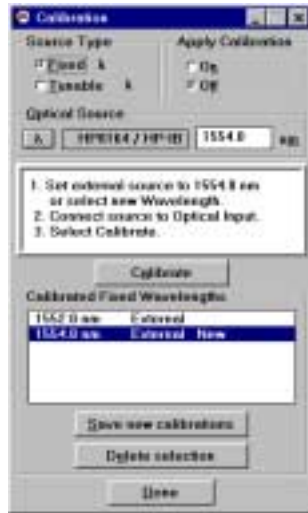 Calibration
Source Type
Fixed λ
Tunable λ
Apply Calibration
On
Off
Optical Source
λ 1554.0 nm
1. Set external source to 1554.0 nm
or select new Wavelength.
2. Connect source to Optical Input.
3. Select Calibrate.
Calibrate
Calibrated Fixed Wavelengths
1552.0 nm External
1554.0 nm External New
Save new calibrations
Delete selection
Done